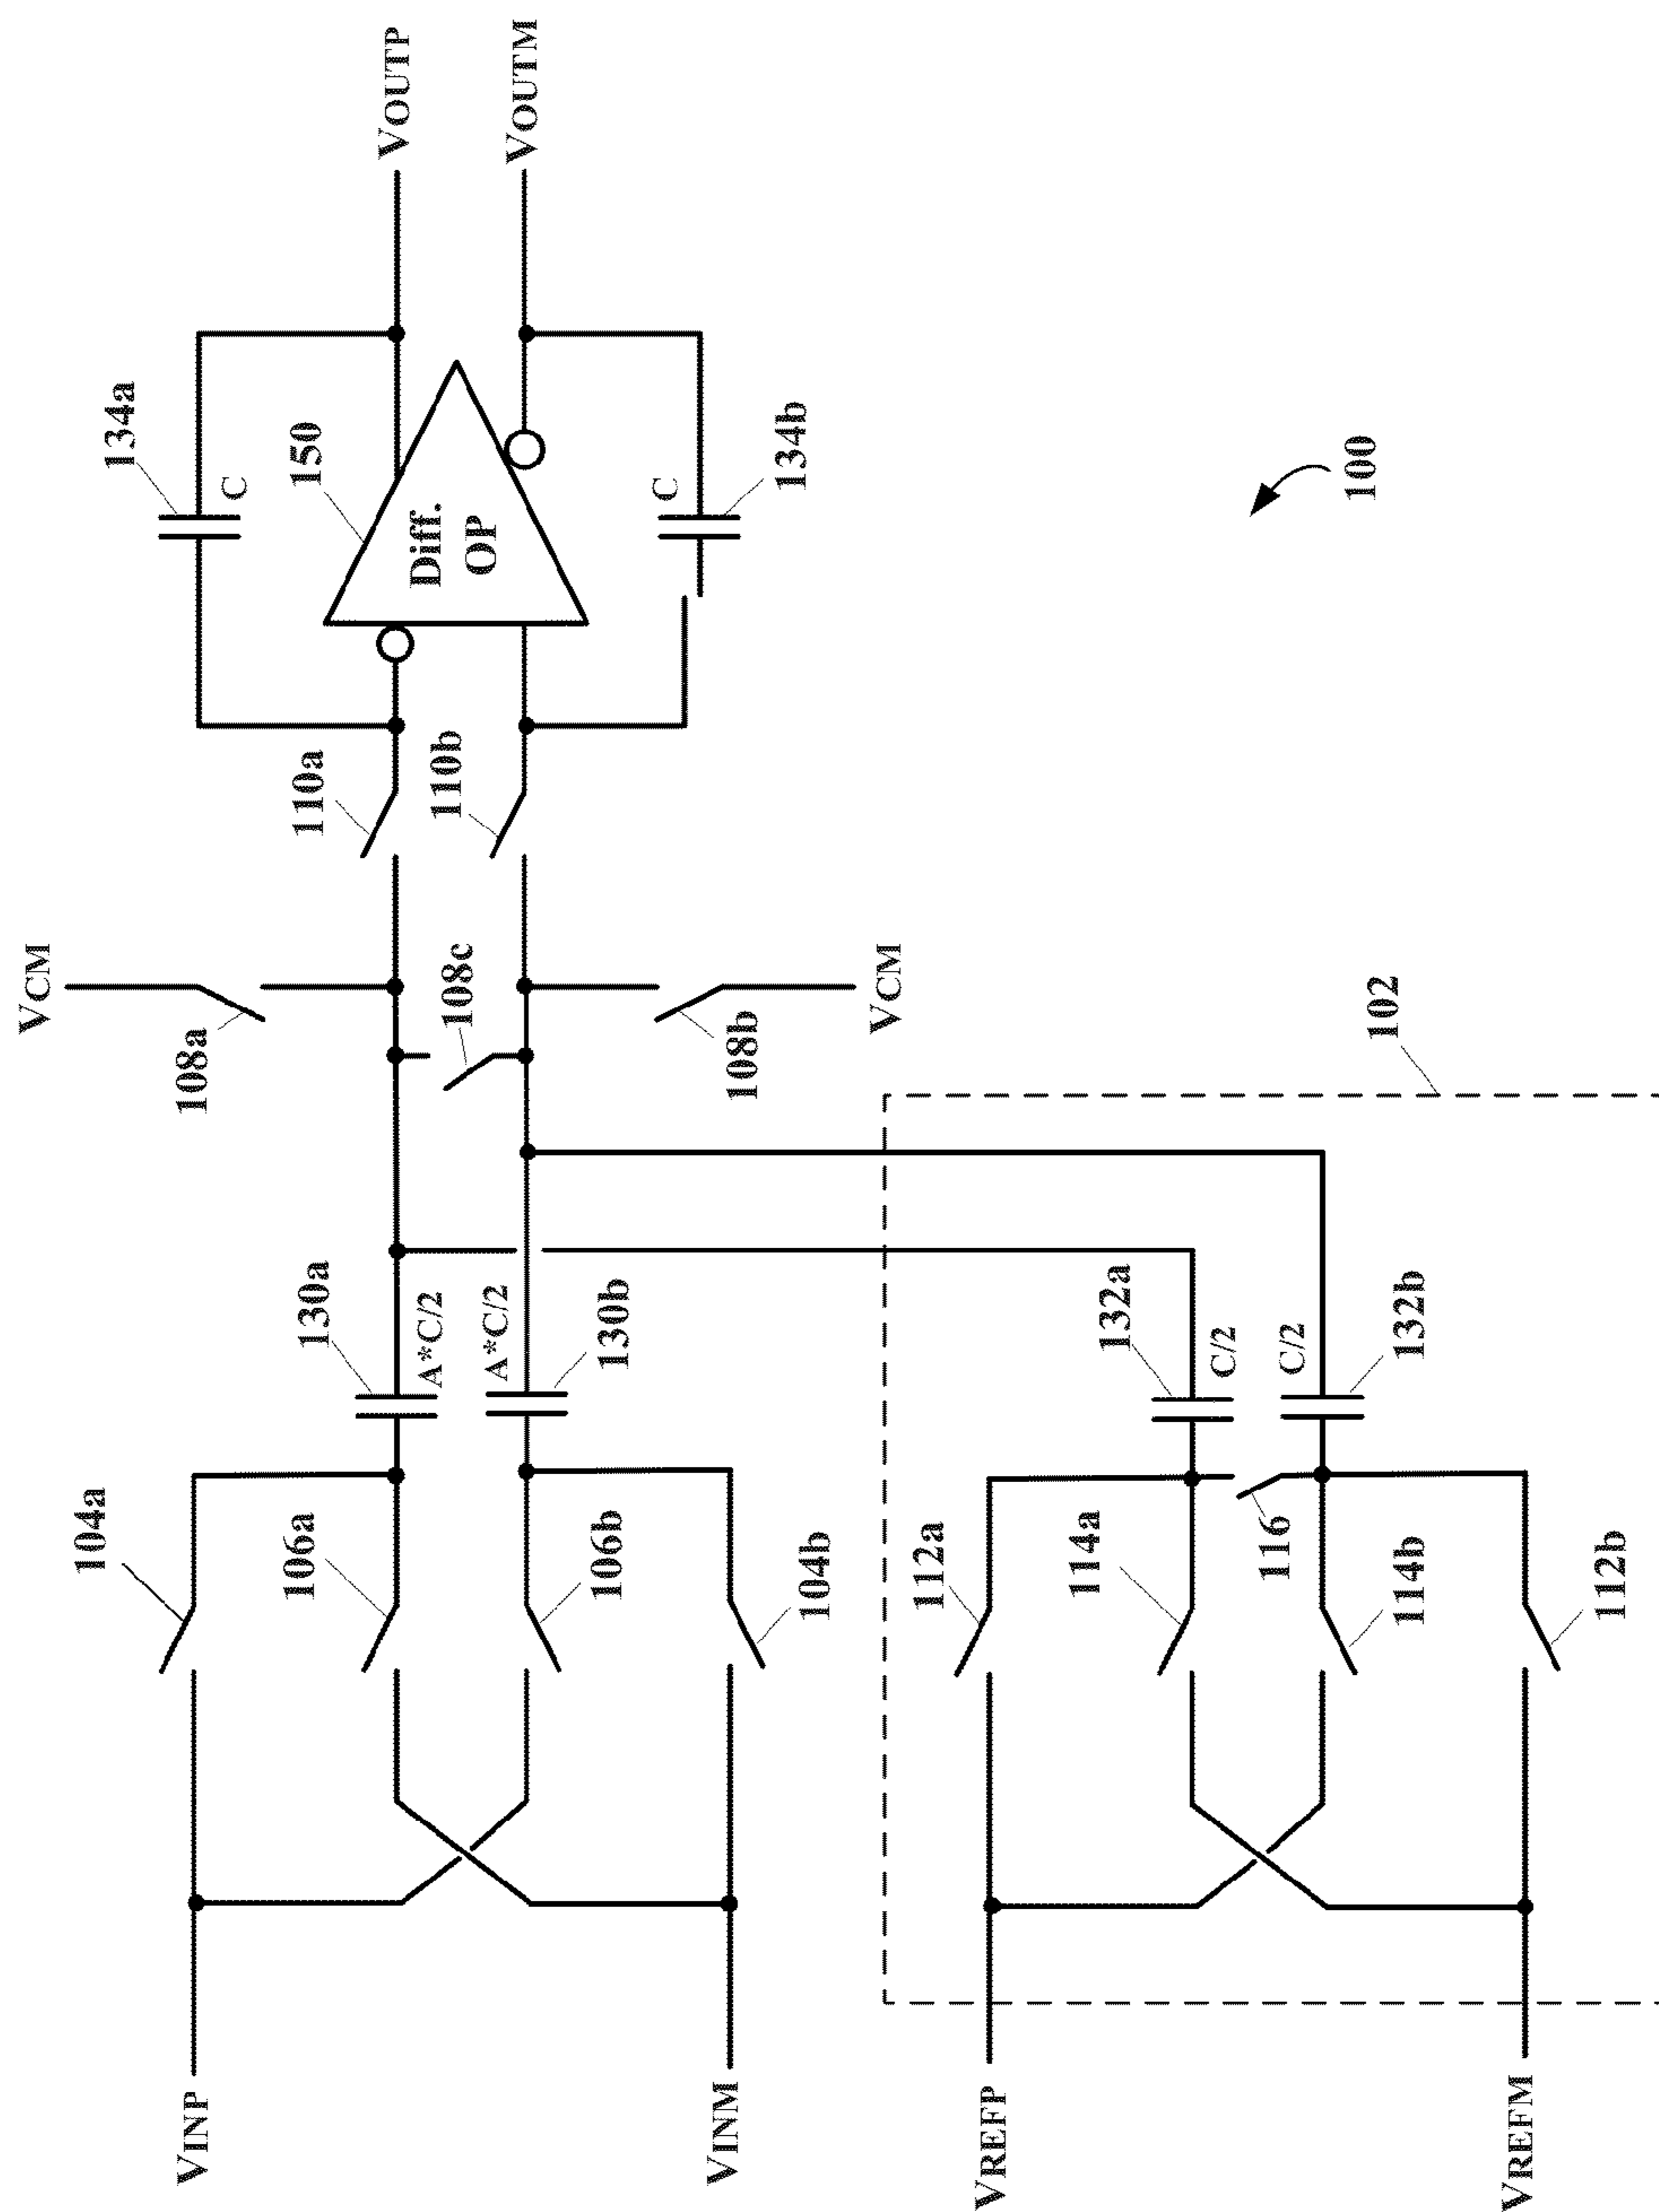 VINP
VINM
VREFP
VREFM
104a
106a
106b
104b
112a
114a
116
114b
112b
130a
A*C/2
A*C/2
130b
132a
C/2
C/2
132b
102
VCM
108a
108c
108b
VCM
110a
110b
134a
C
150
Diff.
OP
C
134b
VOUTP
VOUTM
100